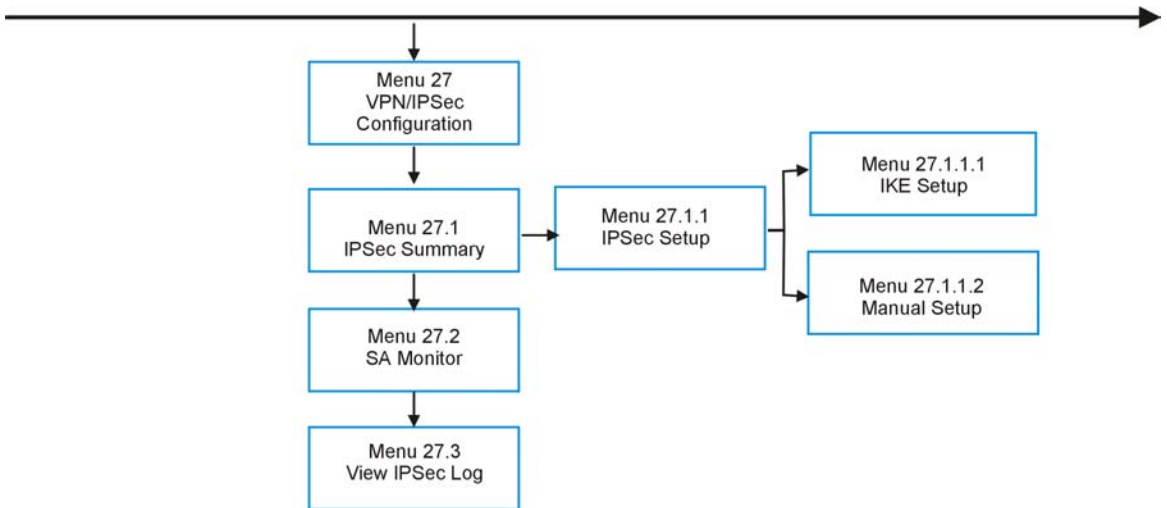 Menu 27
VPN/IPSec
Configuration
Menu 27.1
IPSec Summary
Menu 27.1.1
IPSec Setup
Menu 27.1.1.1
IKE Setup
Menu 27.1.1.2
Manual Setup
Menu 27.2
SA Monitor
Menu 27.3
View IPSec Log